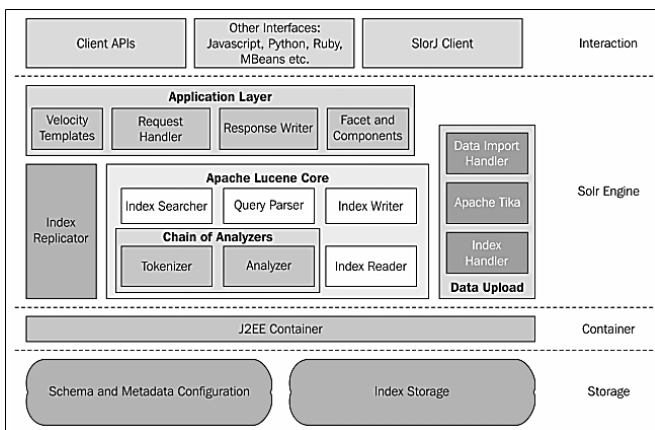 Client APIs
Other Interfaces:
Javascript, Python, Ruby,
MBeans etc.
SlorJ Client
Interaction
Application Layer
Velocity
Templates
Request
Handler
Response Writer
Facet and
Components
Data Import
Handler
Apache Tika
Index
Handler
Data Upload
Solr Engine
Index
Replicator
Apache Lucene Core
Index Searcher
Query Parser
Index Writer
Chain of Analyzers
Tokenizer
Analyzer
Index Reader
J2EE Container
Container
Schema and Metadata Configuration
Index Storage
Storage